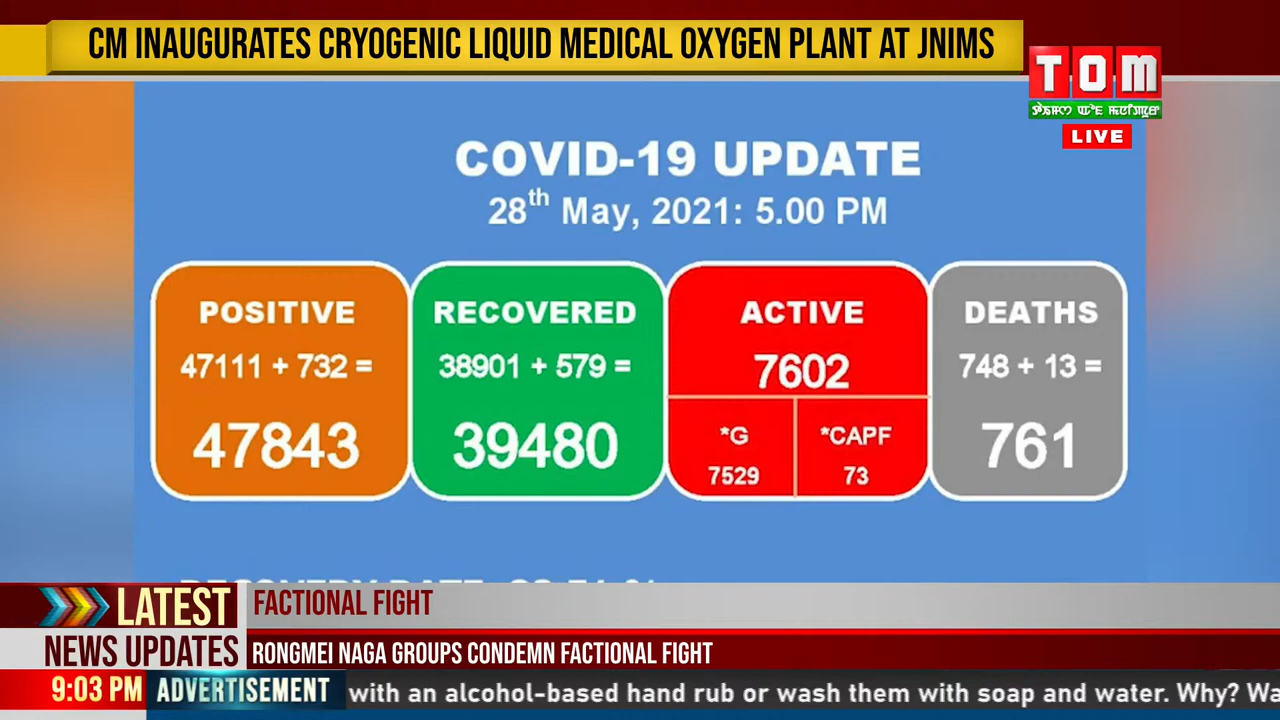 CM INAUGURATES CRYOGENIC LIQUID MEDICAL OXYGEN PLANT AT JNIMS
TOM
LIVE
COVID-19 UPDATE
28th May, 2021: 5.00 PM
POSITIVE
47111 + 732 =
47843
RECOVERED
38901 + 579 =
39480
ACTIVE
7602
*G
7529
*CAPF
73
DEATHS
748 + 13 =
761
LATEST
NEWS UPDATES
FACTIONAL FIGHT
RONGMEI NAGA GROUPS CONDEMN FACTIONAL FIGHT
9:03 PM
ADVERTISEMENT
with an alcohol-based hand rub or wash them with soap and water. Why? Wa